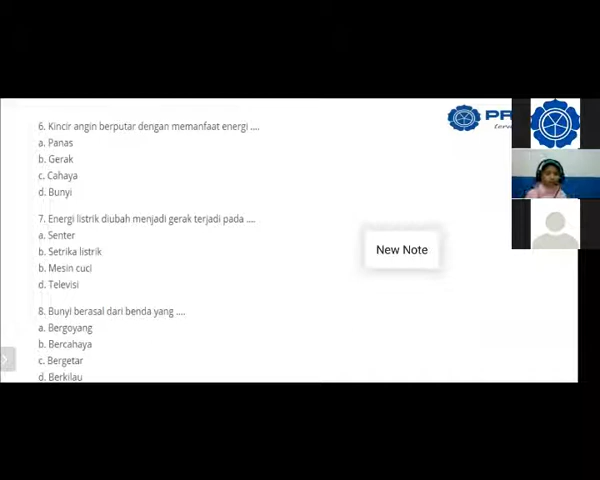 6. Kincir angin berputar dengan memanfaat energi ....
a. Panas
b. Gerak
c. Cahaya
d. Bunyi
7. Energi listrik diubah menjadi gerak terjadi pada ....
a. Senter
b. Setrika listrik
b. Mesin cuci
d. Televisi
8. Bunyi berasal dari benda yang ....
a. Bergoyang
b. Bercahaya
c. Bergetar
d. Berkilau
New Note